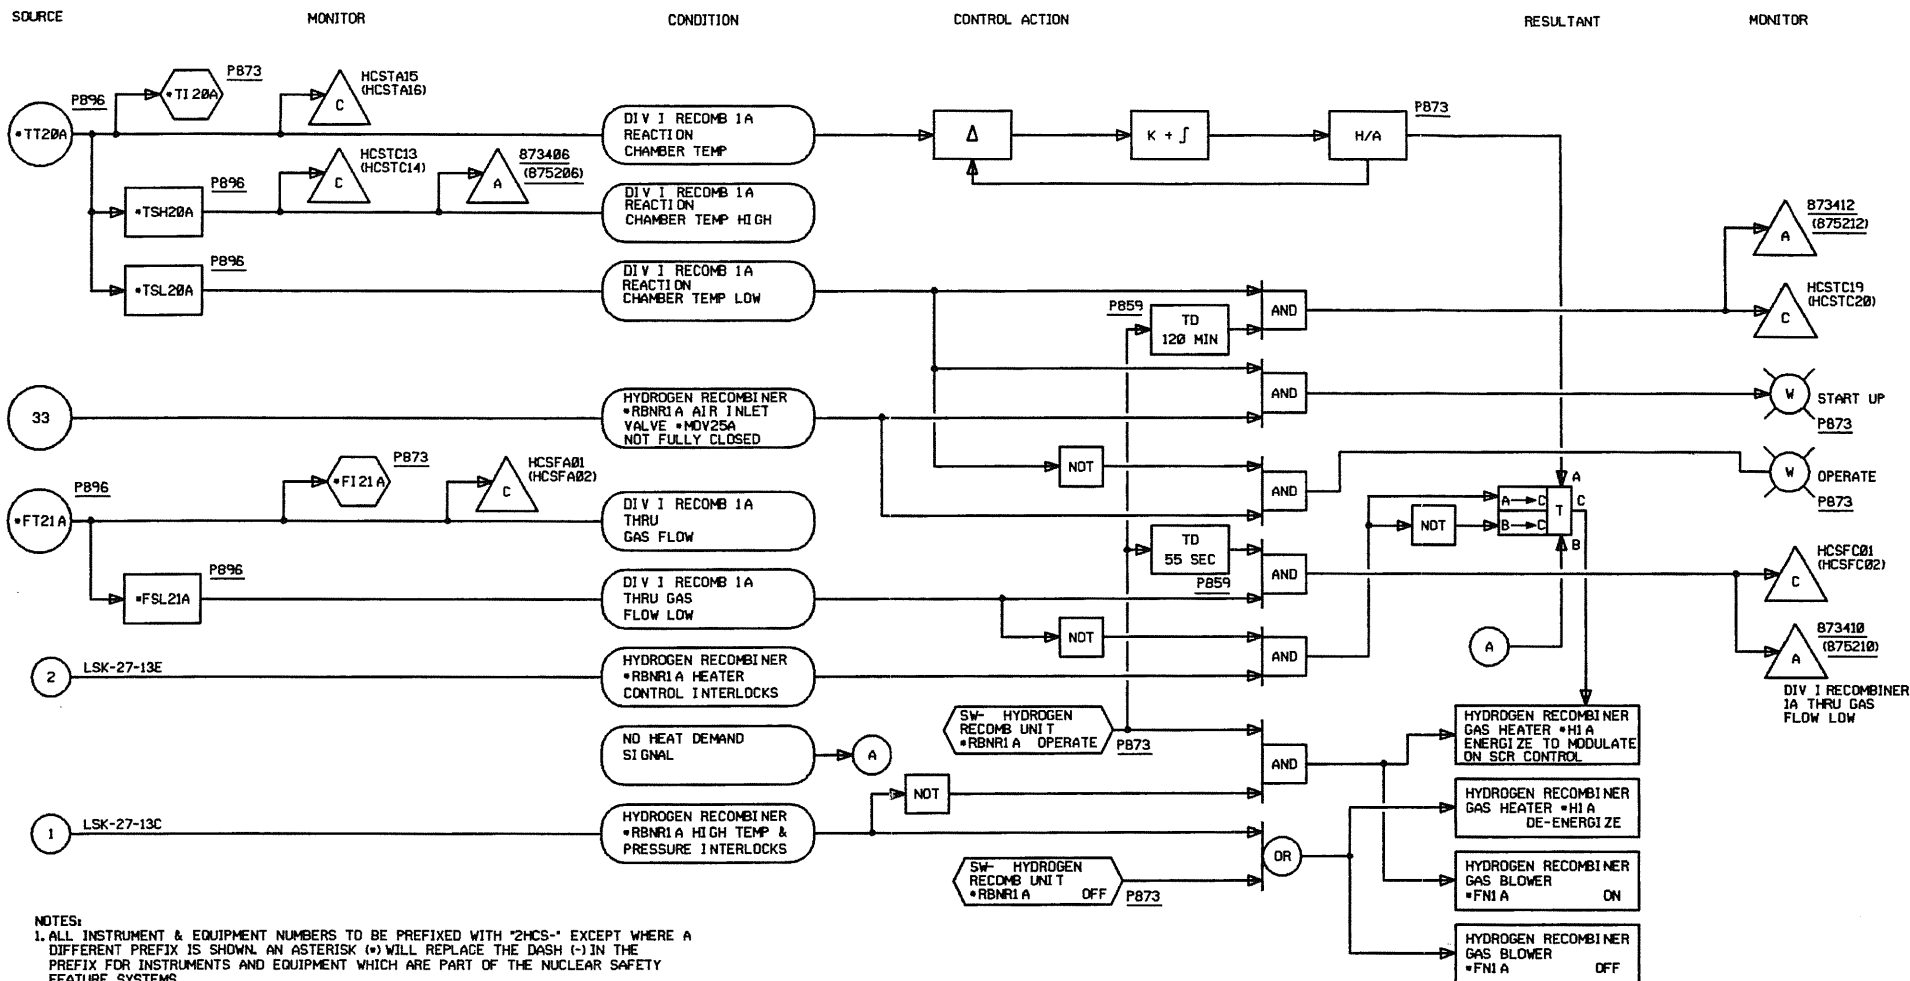 SOURCE
MONITOR
CONDITION
CONTROL ACTION
RESULTANT
MONITOR
*TT20A
P896
*TI20A
P873
C
HCSTA15
(HCSTA16)
DIV I RECOMB 1A
REACTION
CHAMBER TEMP
Δ
K + ∫
H/A
P873
*TSH20A
P896
C
HCSTC13
(HCSTC14)
A
873406
(875206)
DIV I RECOMB 1A
REACTION
CHAMBER TEMP HIGH
*TSL20A
P896
DIV I RECOMB 1A
REACTION
CHAMBER TEMP LOW
P859
TD
120 MIN
AND
A
873412
(875212)
C
HCSTC19
(HCSTC20)
33
HYDROGEN RECOMBINER
*RBNR1A AIR INLET
VALVE *MOV25A
NOT FULLY CLOSED
AND
W
START UP
P873
NOT
AND
W
OPERATE
P873
*FT21A
P896
*FI21A
P873
C
HCSFA01
(HCSFA02)
DIV I RECOMB 1A
THRU
GAS FLOW
A
A→C
C
T
NOT
B→C
B
TD
55 SEC
P859
AND
C
HCSFC01
(HCSFC02)
*FSL21A
P896
DIV I RECOMB 1A
THRU GAS
FLOW LOW
NOT
AND
A
A
873410
(875210)
DIV I RECOMBINER
1A THRU GAS
FLOW LOW
2
LSK-27-13E
HYDROGEN RECOMBINER
*RBNR1A HEATER
CONTROL INTERLOCKS
SW- HYDROGEN
RECOMB UNIT
*RBNR1A OPERATE
P873
NO HEAT DEMAND
SIGNAL
A
NOT
AND
HYDROGEN RECOMBINER
GAS HEATER *H1A
ENERGIZE TO MODULATE
ON SCR CONTROL
HYDROGEN RECOMBINER
GAS HEATER *H1A
DE-ENERGIZE
1
LSK-27-13C
HYDROGEN RECOMBINER
*RBNR1A HIGH TEMP &
PRESSURE INTERLOCKS
SW- HYDROGEN
RECOMB UNIT
*RBNR1A OFF
P873
OR
HYDROGEN RECOMBINER
GAS BLOWER
*FN1A ON
HYDROGEN RECOMBINER
GAS BLOWER
*FN1A OFF
NOTES:
1. ALL INSTRUMENT & EQUIPMENT NUMBERS TO BE PREFIXED WITH "2HCS-" EXCEPT WHERE A
DIFFERENT PREFIX IS SHOWN. AN ASTERISK (*) WILL REPLACE THE DASH (-) IN THE
PREFIX FOR INSTRUMENTS AND EQUIPMENT WHICH ARE PART OF THE NUCLEAR SAFETY
FEATURE SYSTEMS